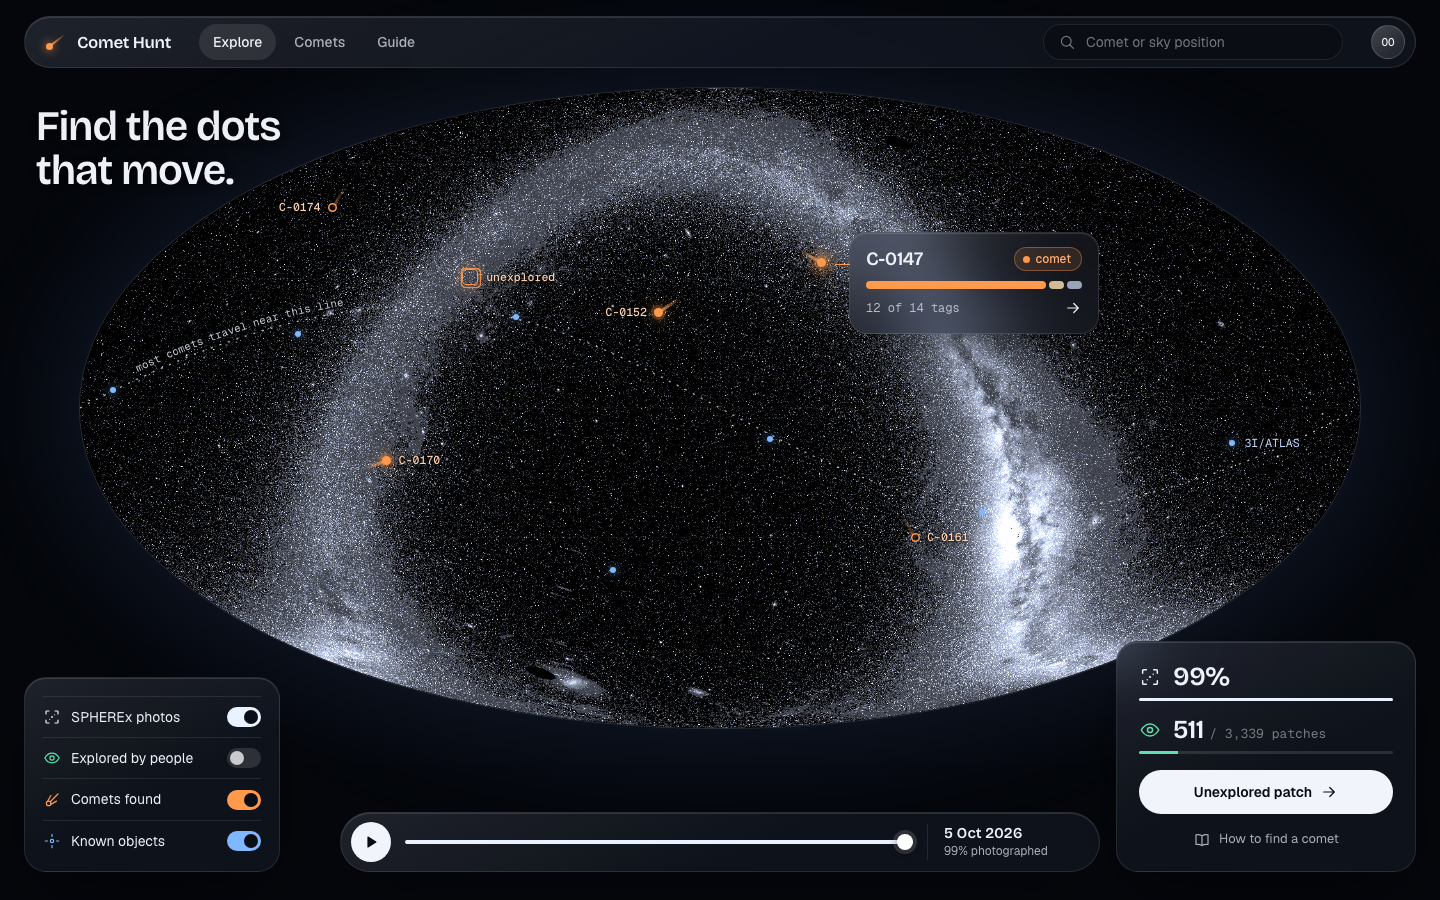 Comet Hunt
Explore
Comets
Guide
Comet or sky position
00
Find the dots
that move.
C-0174
unexplored
C-0147
comet
12 of 14 tags
most comets travel near this line
C-0152
3I/ATLAS
C-0170
C-0161
SPHEREx photos
Explored by people
Comets found
Known objects
5 Oct 2026
99% photographed
99%
511 / 3,339 patches
Unexplored patch
How to find a comet